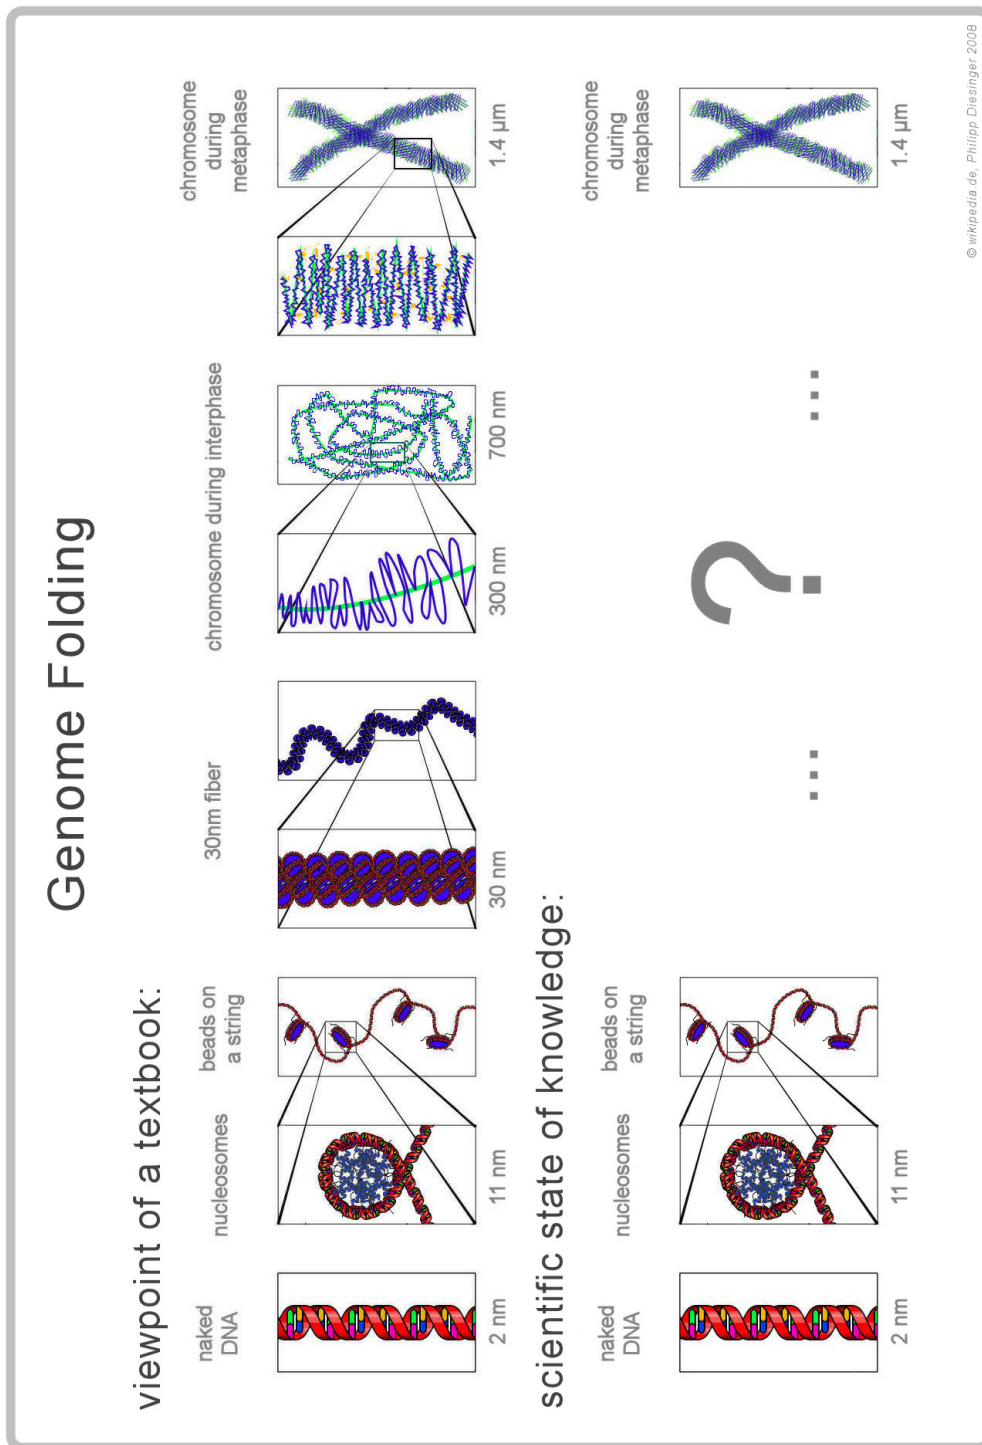 Genome Folding
viewpoint of a textbook:
naked
DNA
nucleosomes
beads on
a string
30nm fiber
chromosome during interphase
chromosome
during
metaphase
2 nm
11 nm
30 nm
300 nm
700 nm
1.4 µm
scientific state of knowledge:
naked
DNA
nucleosomes
beads on
a string
chromosome
during
metaphase
... ? ...
2 nm
11 nm
1.4 µm
© wikipedia.de, Philipp Diesinger 2008